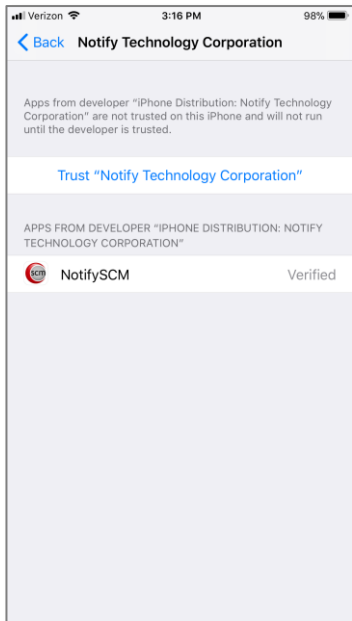 Verizon 3:16 PM 98%
Back Notify Technology Corporation
Apps from developer “iPhone Distribution: Notify Technology
Corporation” are not trusted on this iPhone and will not run
until the developer is trusted.
Trust “Notify Technology Corporation”
APPS FROM DEVELOPER “IPHONE DISTRIBUTION: NOTIFY
TECHNOLOGY CORPORATION”
scm NotifySCM Verified